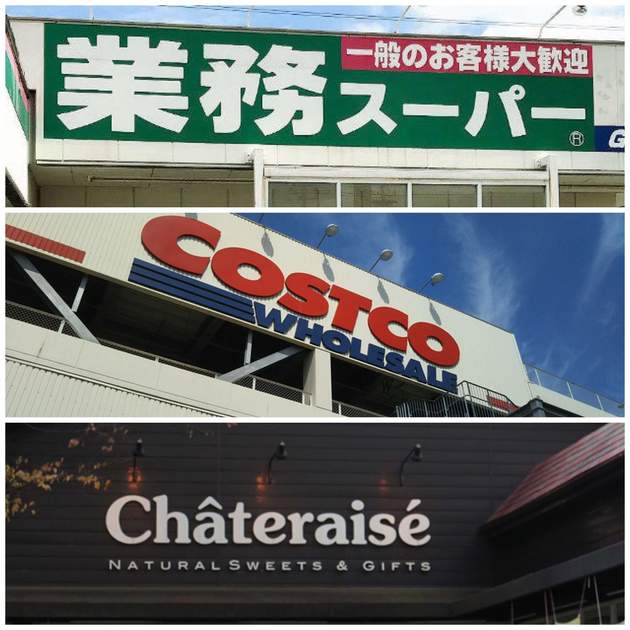 一般のお客様大歓迎
業務スーパー
®
G
COSTCO
WHOLESALE
Châteraisé
NATURAL SWEETS & GIFTS